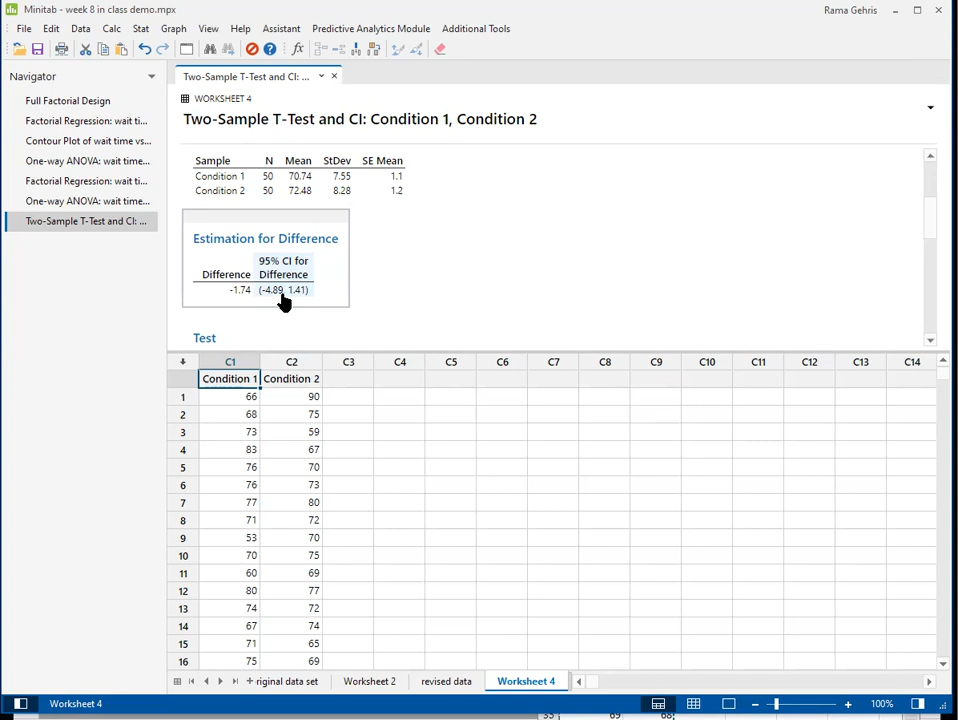 Minitab - week 8 in class demo.mpx
Rama Gehris
File Edit Data Calc Stat Graph View Help Assistant Predictive Analytics Module Additional Tools
Navigator
Full Factorial Design
Factorial Regression: wait ti...
Contour Plot of wait time vs...
One-way ANOVA: wait time...
Factorial Regression: wait ti...
One-way ANOVA: wait time...
Two-Sample T-Test and CI: ...
Two-Sample T-Test and CI: ...
WORKSHEET 4
Two-Sample T-Test and CI: Condition 1, Condition 2
Sample N Mean StDev SE Mean
Condition 1 50 70.74 7.55 1.1
Condition 2 50 72.48 8.28 1.2
Estimation for Difference
95% CI for
Difference Difference
-1.74 (-4.89, 1.41)
Test
C1 C2 C3 C4 C5 C6 C7 C8 C9 C10 C11 C12 C13 C14
Condition 1 Condition 2
1 66 90
2 68 75
3 73 59
4 83 67
5 76 70
6 76 73
7 77 80
8 71 72
9 53 70
10 70 75
11 60 69
12 80 77
13 74 72
14 67 74
15 71 65
16 75 69
riginal data set Worksheet 2 revised data Worksheet 4
Worksheet 4
100%